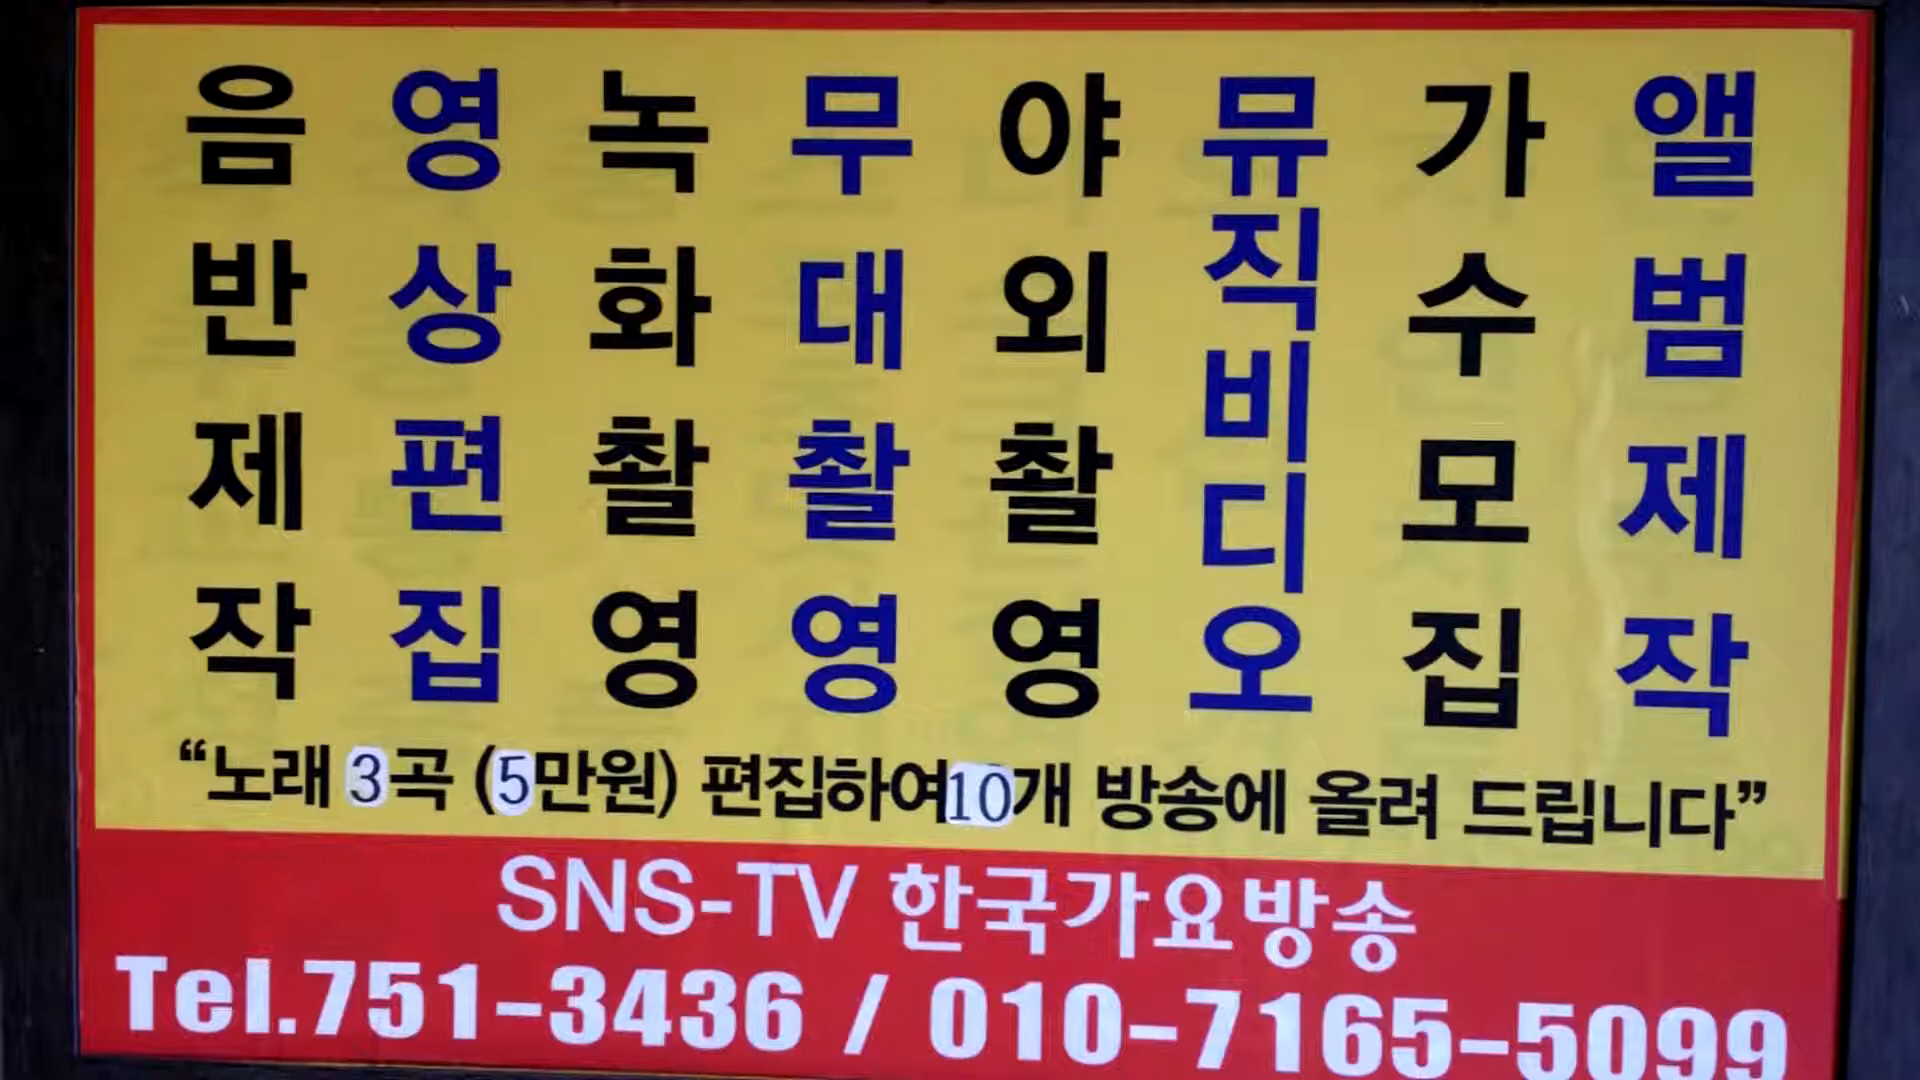 음반제작
영상편집
녹화촬영
무대촬영
야외촬영
뮤직비디오
가수모집
앨범제작
“노래 3곡 (5만원) 편집하여10개 방송에 올려 드립니다”
SNS-TV 한국가요방송
Tel.751-3436 / 010-7165-5099